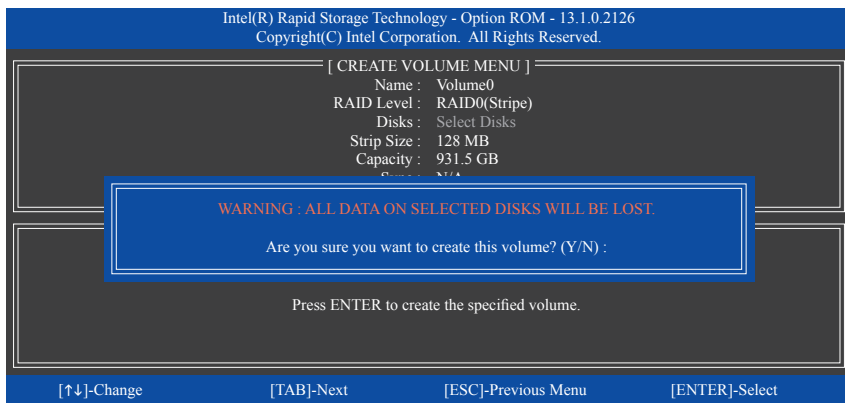 Intel(R) Rapid Storage Technology - Option ROM - 13.1.0.2126
Copyright(C) Intel Corporation. All Rights Reserved.
[ CREATE VOLUME MENU ]
Name : Volume0
RAID Level : RAID0(Stripe)
Disks : Select Disks
Strip Size : 128 MB
Capacity : 931.5 GB
N/A
WARNING : ALL DATA ON SELECTED DISKS WILL BE LOST.
Are you sure you want to create this volume? (Y/N) :
Press ENTER to create the specified volume.
[↑↓]-Change [TAB]-Next [ESC]-Previous Menu [ENTER]-Select